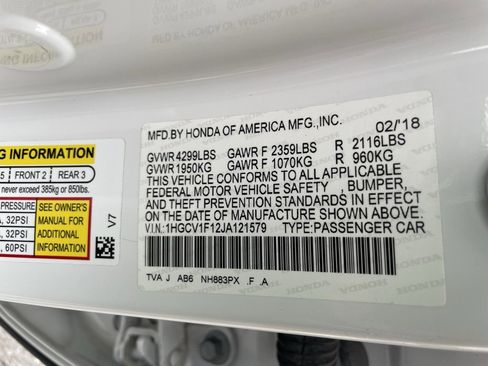 MFD.BY HONDA OF AMERICA MFG.,INC. 02/'18
GVWR 4299LBS GAWR F 2359LBS R 2116LBS
GVWR 1950KG GAWR F 1070KG R 960KG
THIS VEHICLE CONFORMS TO ALL APPLICABLE
FEDERAL MOTOR VEHICLE SAFETY , BUMPER,
AND THEFT PREVENTION STANDARDS IN EFFECT
ON THE DATE OF MANUFACTURE SHOWN ABOVE.
V.I.N:1HGCV1F12JA121579 TYPE:PASSENGER CAR
TVA J AB6 NH883PX .F .A
G INFORMATION
5 FRONT 2 REAR 3
never exceed 385kg or 850lbs.
, 32PSI
, 32PSI
, 60PSI
SEE OWNER'S
MANUAL FOR
ADDITIONAL
INFORMATION
V7